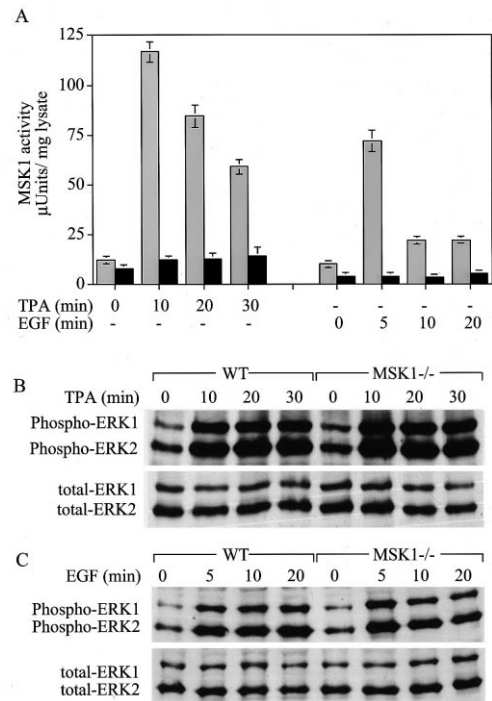 A
125
100
75
50
25
0
MSK1 activity
µUnits/ mg lysate
TPA (min) 0 10 20 30 - - - -
EGF (min) - - - - 0 5 10 20
B
WT MSK1-/-
TPA (min) 0 10 20 30 0 10 20 30
Phospho-ERK1
Phospho-ERK2
total-ERK1
total-ERK2
C
WT MSK1-/-
EGF (min) 0 5 10 20 0 5 10 20
Phospho-ERK1
Phospho-ERK2
total-ERK1
total-ERK2